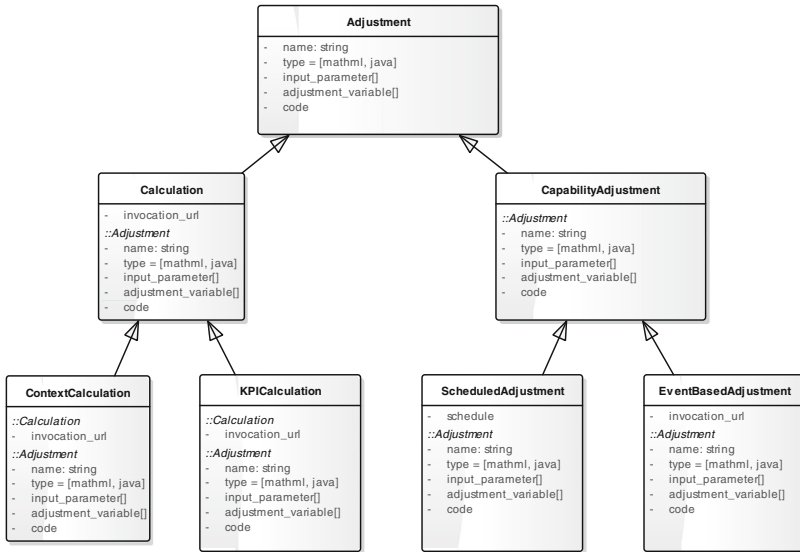 Adjustment
- name: string
- type = [mathml, java]
- input_parameter[]
- adjustment_variable[]
- code
Calculation
- invocation_url
::Adjustment
- name: string
- type = [mathml, java]
- input_parameter[]
- adjustment_variable[]
- code
CapabilityAdjustment
::Adjustment
- name: string
- type = [mathml, java]
- input_parameter[]
- adjustment_variable[]
- code
ContextCalculation
::Calculation
- invocation_url
::Adjustment
- name: string
- type = [mathml, java]
- input_parameter[]
- adjustment_variable[]
- code
KPICalculation
::Calculation
- invocation_url
::Adjustment
- name: string
- type = [mathml, java]
- input_parameter[]
- adjustment_variable[]
- code
ScheduledAdjustment
- schedule
::Adjustment
- name: string
- type = [mathml, java]
- input_parameter[]
- adjustment_variable[]
- code
EventBasedAdjustment
- invocation_url
::Adjustment
- name: string
- type = [mathml, java]
- input_parameter[]
- adjustment_variable[]
- code